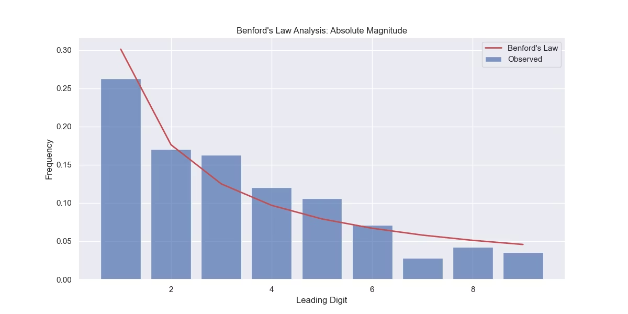 Benford's Law Analysis: Absolute Magnitude
Benford's Law
Observed
0.30
0.25
0.20
0.15
0.10
0.05
0.00
Frequency
2
4
6
8
Leading Digit